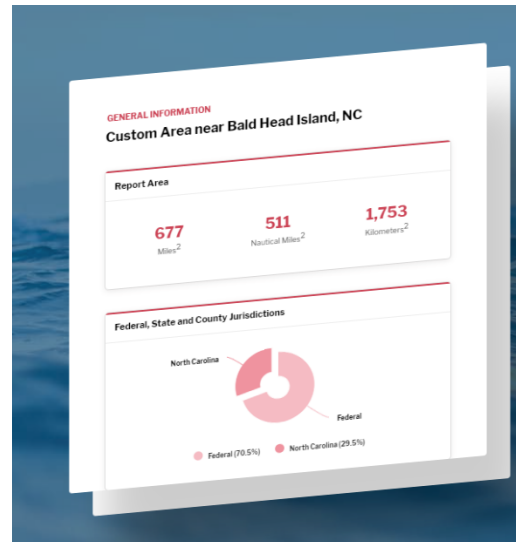 GENERAL INFORMATION
Custom Area near Bald Head Island, NC
Report Area
677 511 1,753
Miles2 Nautical Miles2 Kilometers2
Federal, State and County Jurisdictions
North Carolina
Federal
Federal (70.5%) North Carolina (29.5%)